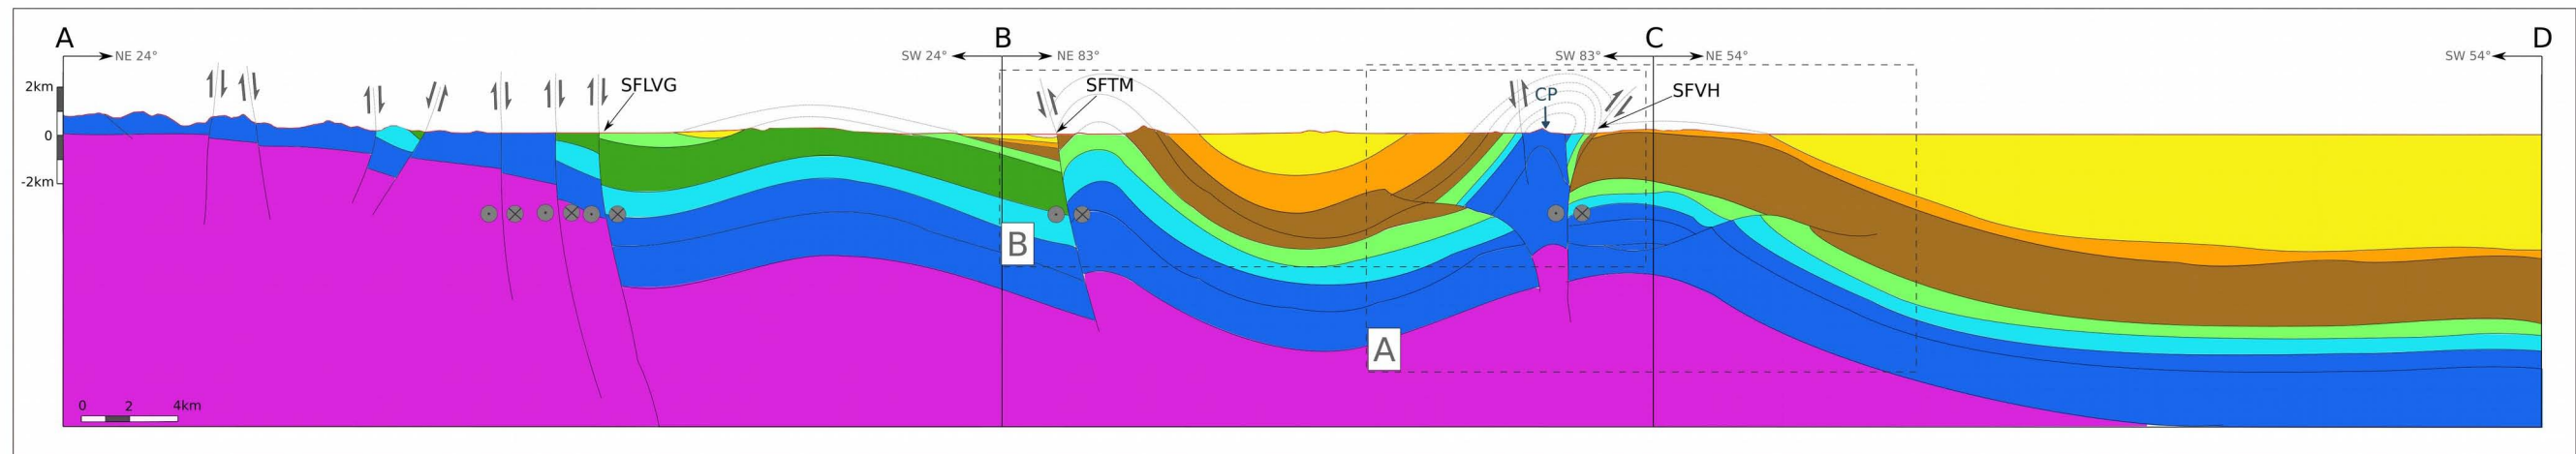 A B C D
NE 24° SW 24° NE 83° SW 83° NE 54° SW 54°
2km
0
-2km
SFLVG
SFTM
CP
SFVH
B
A
0 2 4km